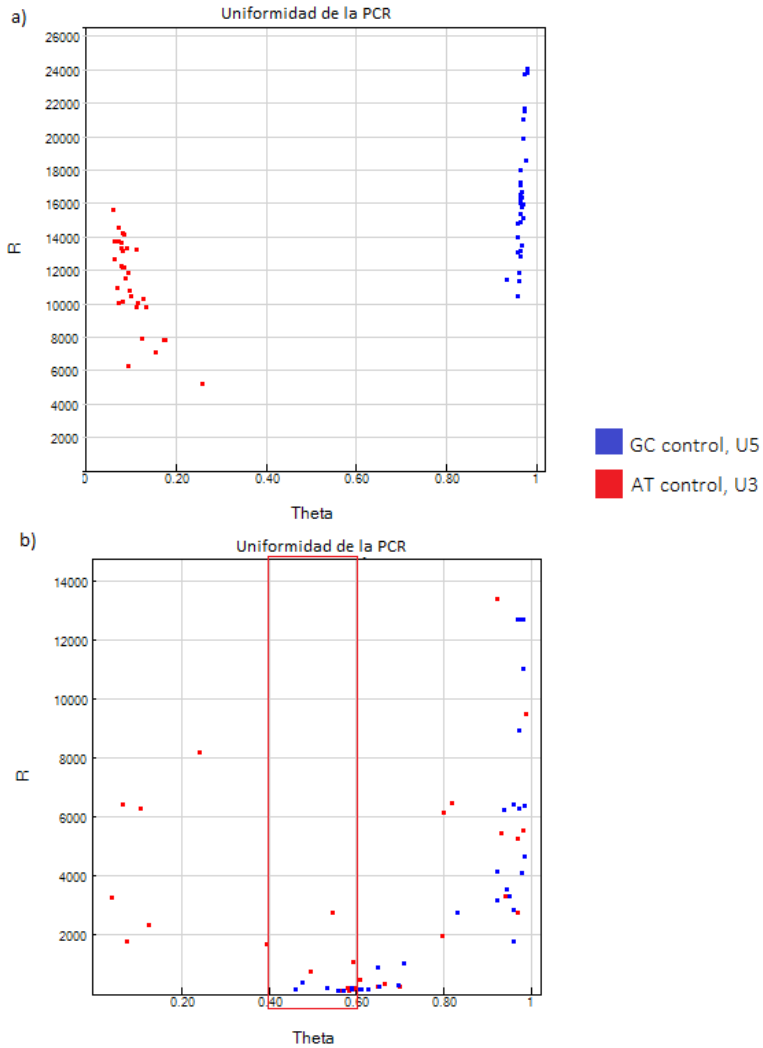 a)
Uniformidad de la PCR
26000
24000
22000
20000
18000
16000
14000
12000
10000
8000
6000
4000
2000
R
0 0.20 0.40 0.60 0.80 1
Theta
GC control, U5
AT control, U3
b)
Uniformidad de la PCR
14000
12000
10000
8000
6000
4000
2000
R
0.20 0.40 0.60 0.80 1
Theta